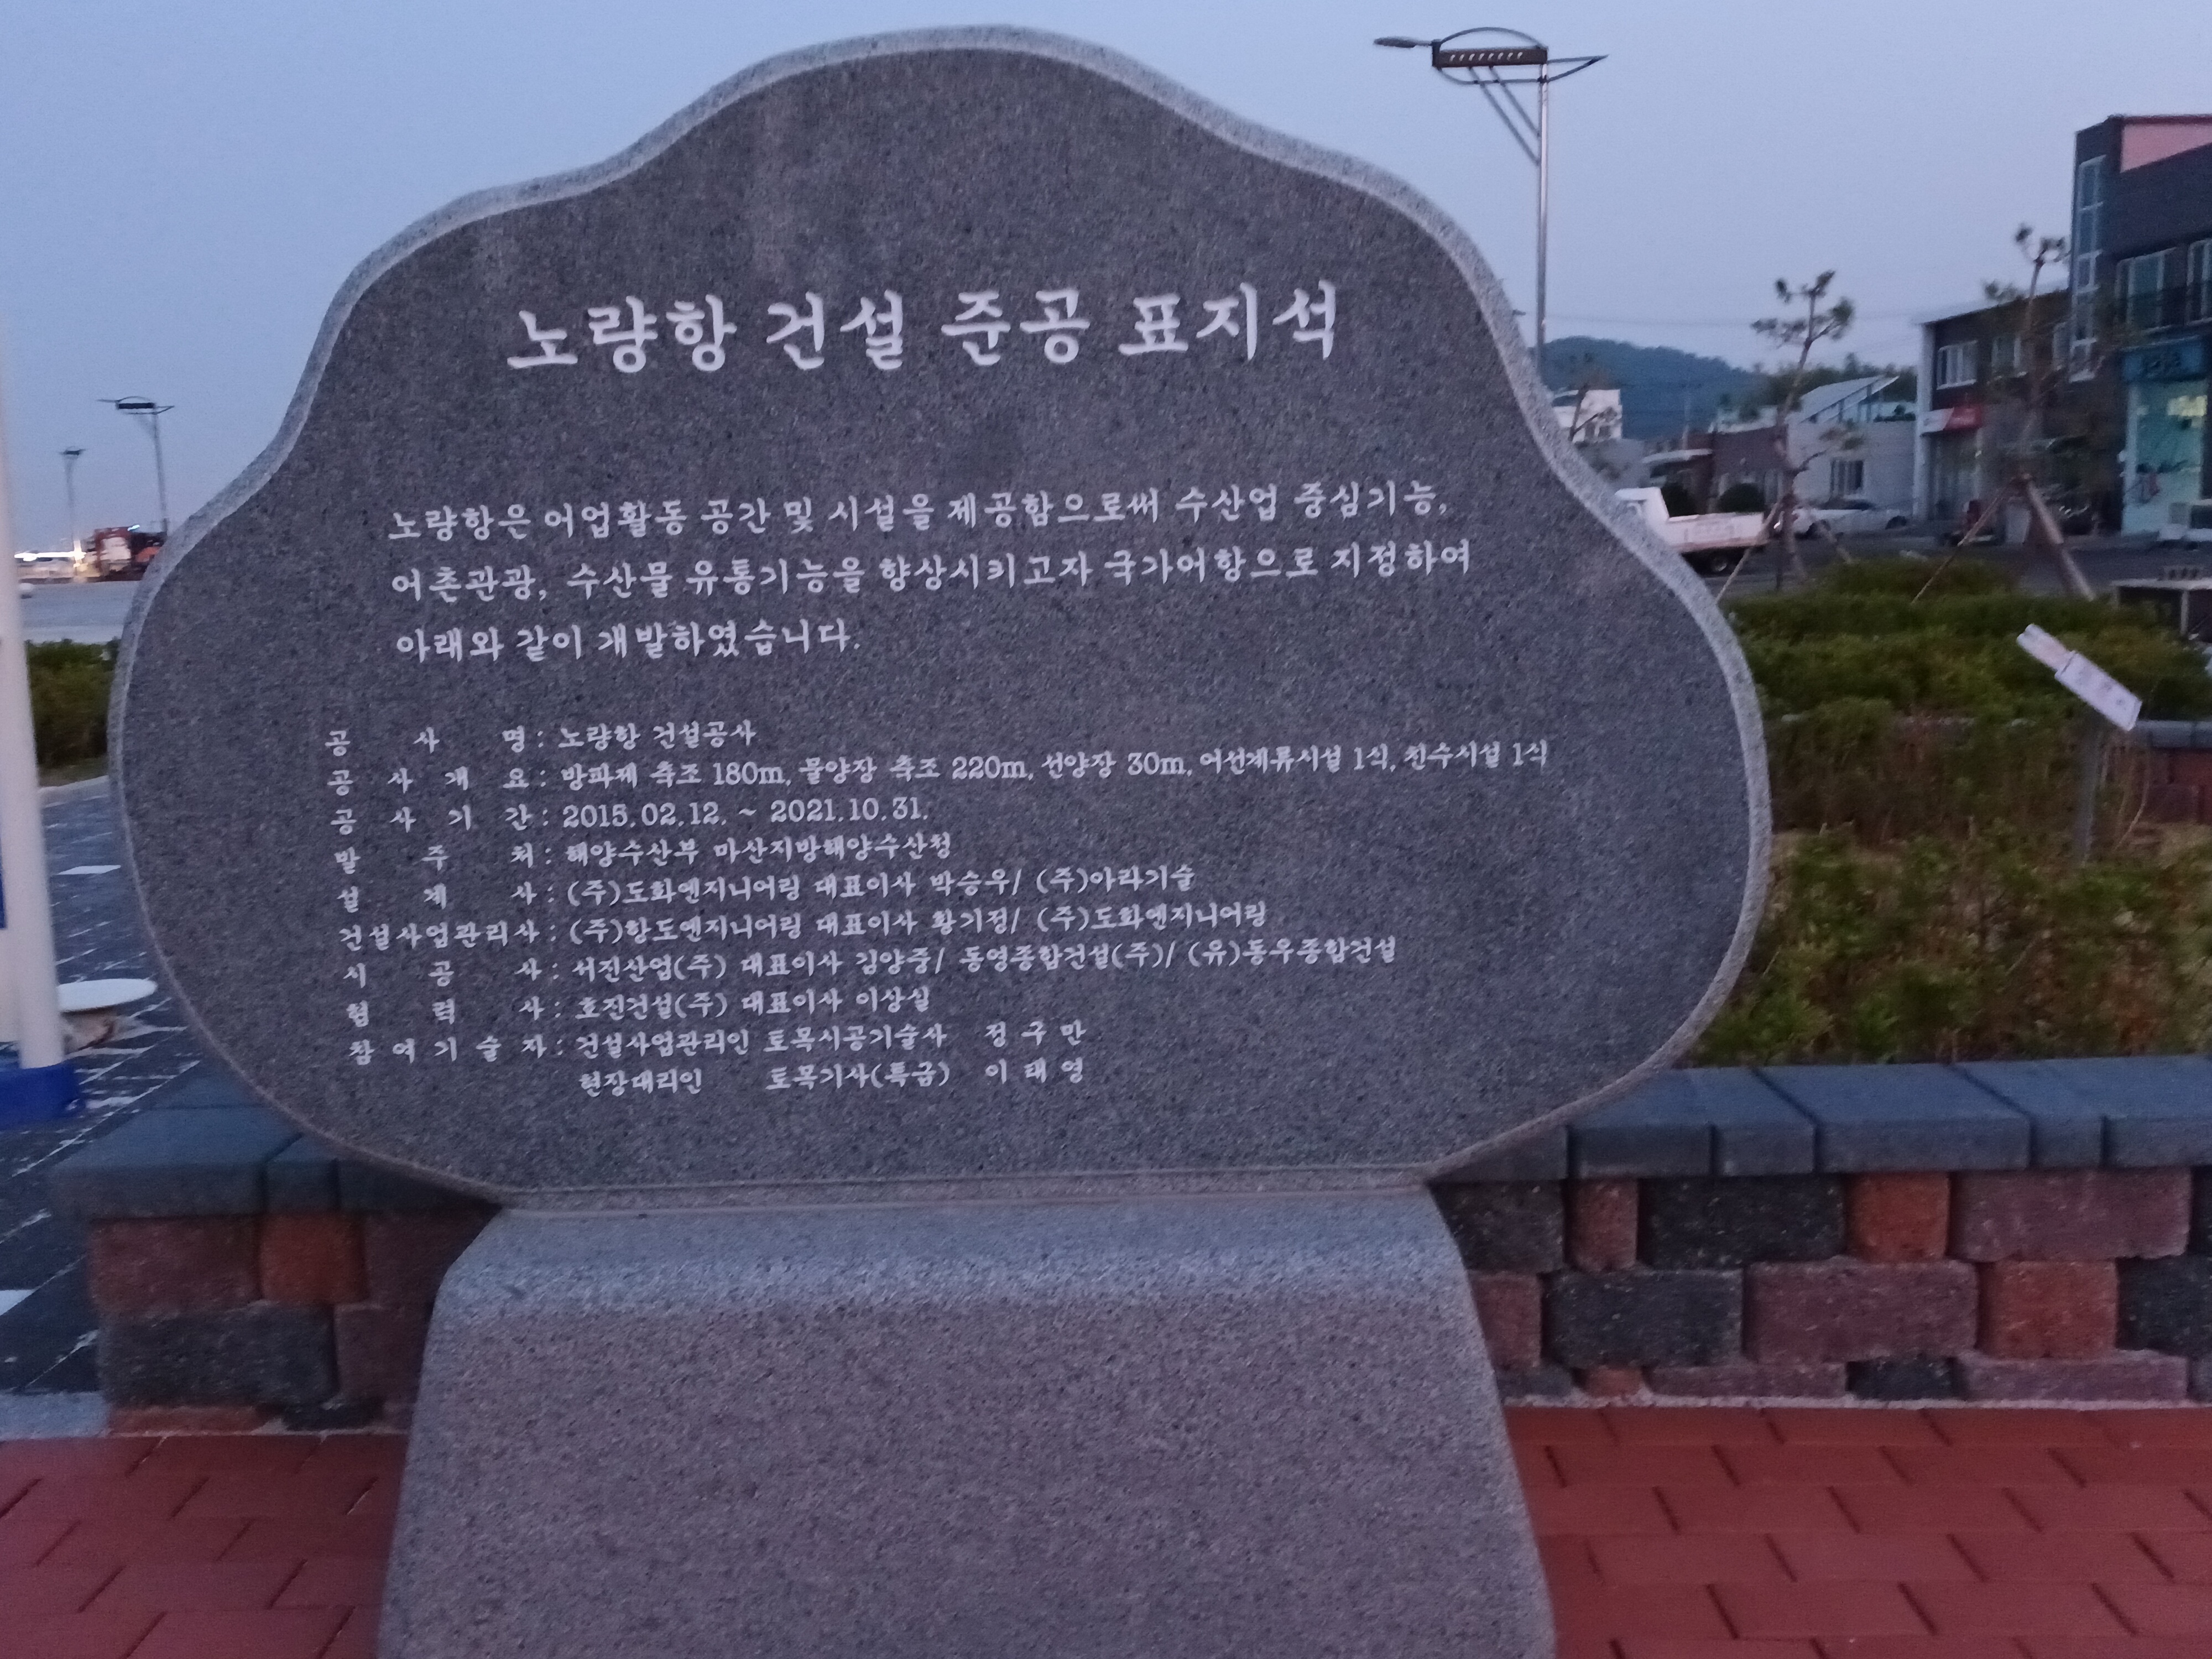 노량항 건설 준공 표지석
노량항은 어업활동 공간 및 시설을 제공함으로써 수산업 중심기능,
어촌관광, 수산물 유통기능을 향상시키고자 국가어항으로 지정하여
아래와 같이 개발하였습니다.
공 사 명 : 노량항 건설공사
공 사 개 요 : 방파제 축조 180m, 물양장 축조 220m, 선양장 30m, 어선계류시설 1식, 친수시설 1식
공 사 기 간 : 2015.02.12. ~ 2021.10.31.
발 주 처 : 해양수산부 마산지방해양수산청
설 계 사 : (주)도화엔지니어링 대표이사 박승우/ (주)아라기술
건설사업관리사 : (주)항도엔지니어링 대표이사 황기정/ (주)도화엔지니어링
시 공 사 : 서진산업(주) 대표이사 김양중/ 동영종합건설(주)/ (유)동우종합건설
협 력 사 : 호진건설(주) 대표이사 이상실
참 여 기 술 자 : 건설사업관리인 토목시공기술사 정 구 만
현장대리인 토목기사(특급) 이 태 영